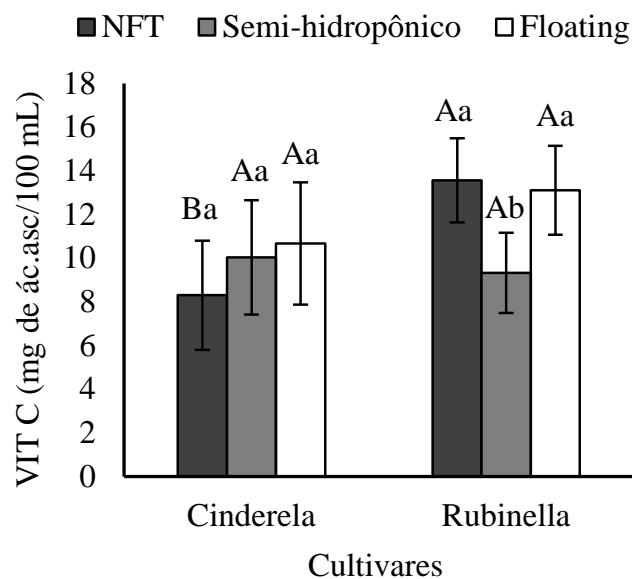 NFT Semi-hidropônico Floating
18
16
14
12
10
8
6
4
2
0
VIT C (mg de ác.asc/100 mL)
Ba
Aa
Aa
Aa
Ab
Aa
Cinderela Rubinella
Cultivares